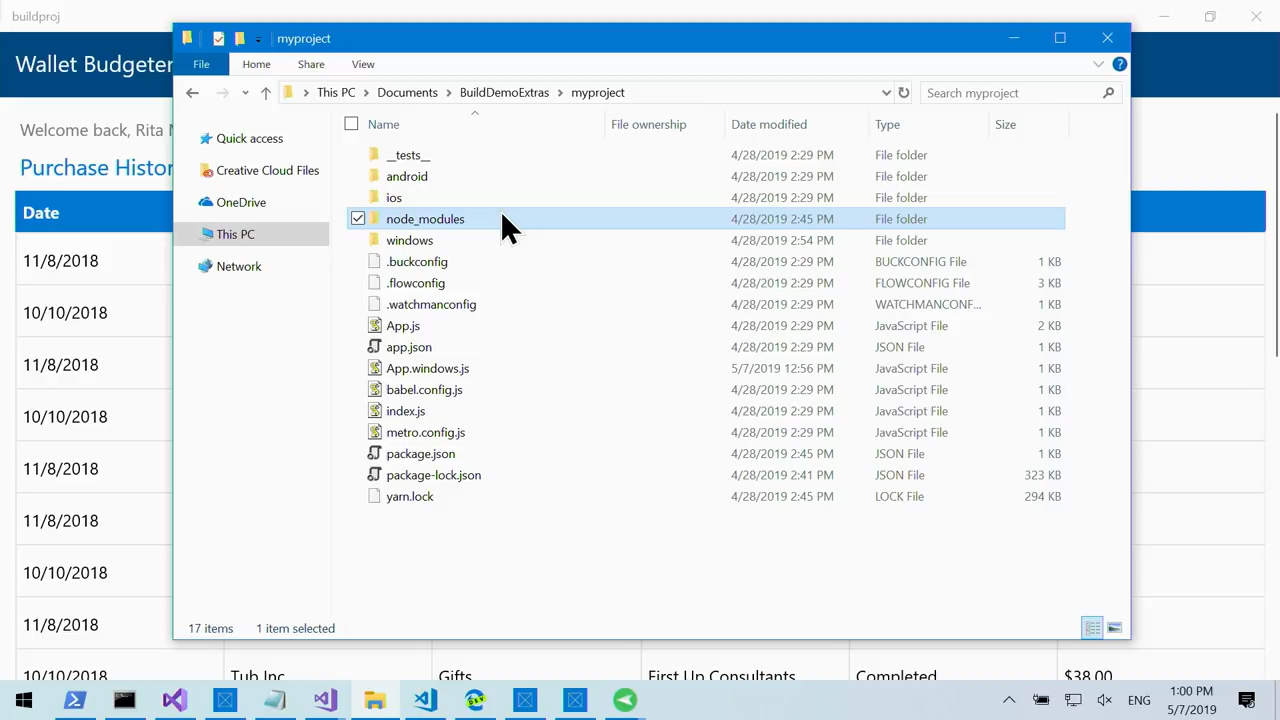 buildproj
Wallet Budgeter
Welcome back, Rita M
Purchase Histor
Date
11/8/2018
10/10/2018
11/8/2018
10/10/2018
11/8/2018
11/8/2018
10/10/2018
11/8/2018
10/10/2018 Tub Inc. Gifts First Up Consultants Completed $38.00
myproject
File Home Share View
This PC Documents BuildDemoExtras myproject Search myproject
Quick access
Creative Cloud Files
OneDrive
This PC
Network
Name File ownership Date modified Type Size
__tests__ 4/28/2019 2:29 PM File folder
android 4/28/2019 2:29 PM File folder
ios 4/28/2019 2:29 PM File folder
node_modules 4/28/2019 2:45 PM File folder
windows 4/28/2019 2:54 PM File folder
.buckconfig 4/28/2019 2:29 PM BUCKCONFIG File 1 KB
.flowconfig 4/28/2019 2:29 PM FLOWCONFIG File 3 KB
.watchmanconfig 4/28/2019 2:29 PM WATCHMANCONF... 1 KB
App.js 4/28/2019 2:29 PM JavaScript File 2 KB
app.json 4/28/2019 2:29 PM JSON File 1 KB
App.windows.js 5/7/2019 12:56 PM JavaScript File 1 KB
babel.config.js 4/28/2019 2:29 PM JavaScript File 1 KB
index.js 4/28/2019 2:29 PM JavaScript File 1 KB
metro.config.js 4/28/2019 2:29 PM JavaScript File 1 KB
package.json 4/28/2019 2:45 PM JSON File 1 KB
package-lock.json 4/28/2019 2:41 PM JSON File 323 KB
yarn.lock 4/28/2019 2:45 PM LOCK File 294 KB
17 items 1 item selected
ENG 1:00 PM
5/7/2019